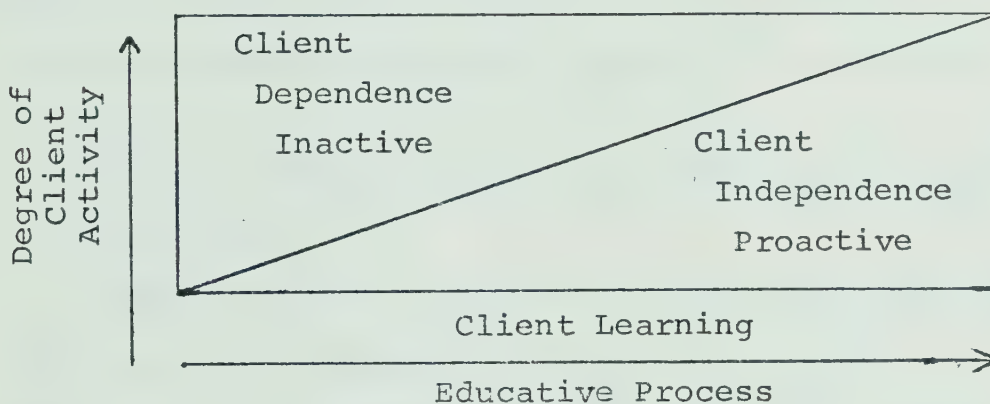 Degree of
Client
Activity
Client
Dependence
Inactive
Client
Independence
Proactive
Client Learning
Educative Process